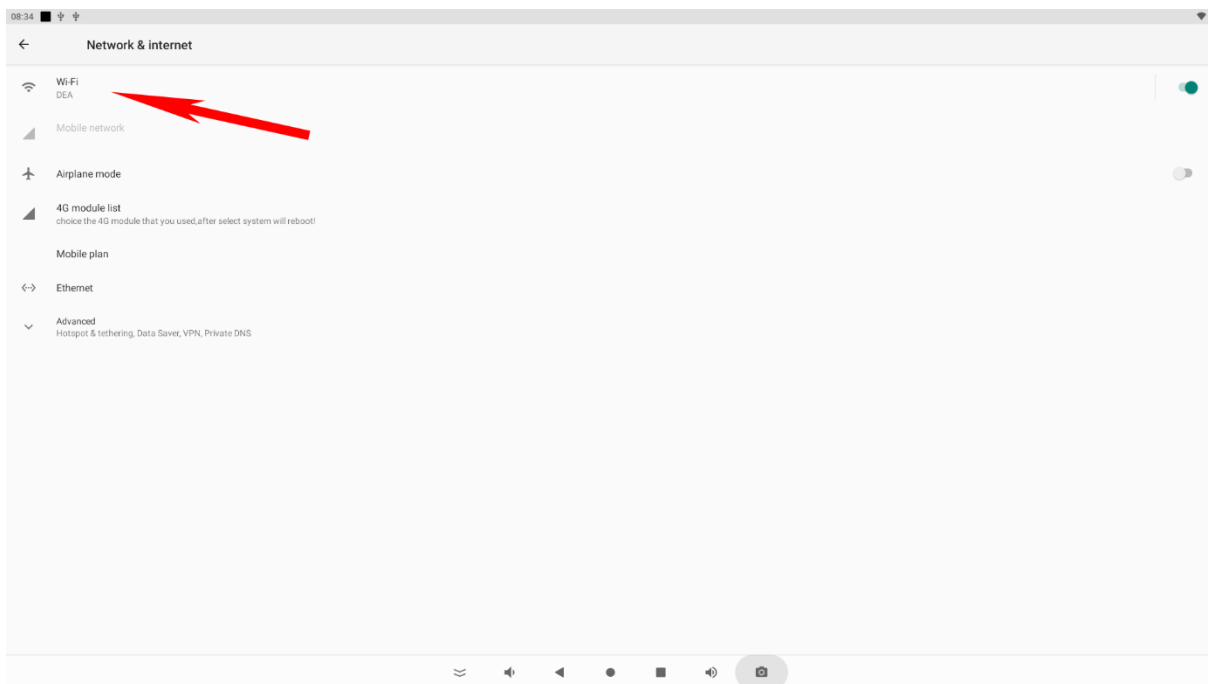 08:34
Network & internet
Wi-Fi
DEA
Mobile network
Airplane mode
4G module list
choice the 4G module that you used,after select system will reboot!
Mobile plan
Ethernet
Advanced
Hotspot & tethering, Data Saver, VPN, Private DNS